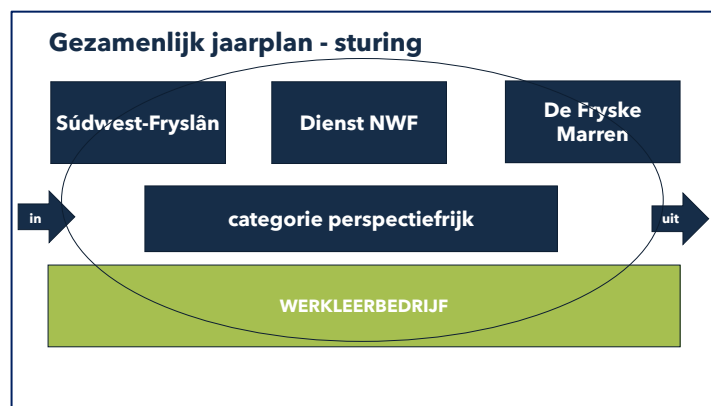 Gezamenlijk jaarplan - sturing
Súdwest-Fryslân
Dienst NWF
De Fryske
Marren
in
categorie perspectiefrijk
uit
WERKLEERBEDRIJF